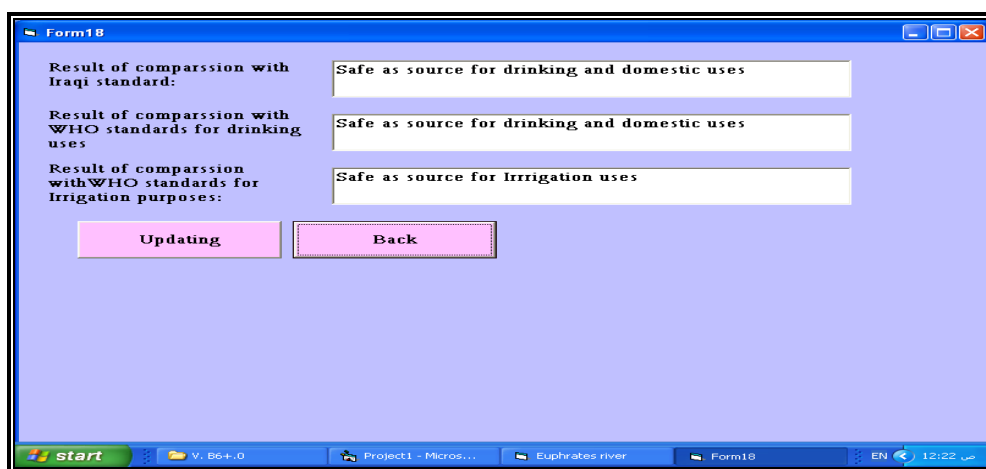 Form18
Result of comparssion with
Iraqi standard:
Safe as source for drinking and domestic uses
Result of comparssion with
WHO standards for drinking
uses
Safe as source for drinking and domestic uses
Result of comparssion
withWHO standards for
Irrigation purposes:
Safe as source for Irrrigation uses
Updating
Back
start
V. B6+.0
Project1 - Micros...
Euphrates river
Form18
EN
12:22 ص